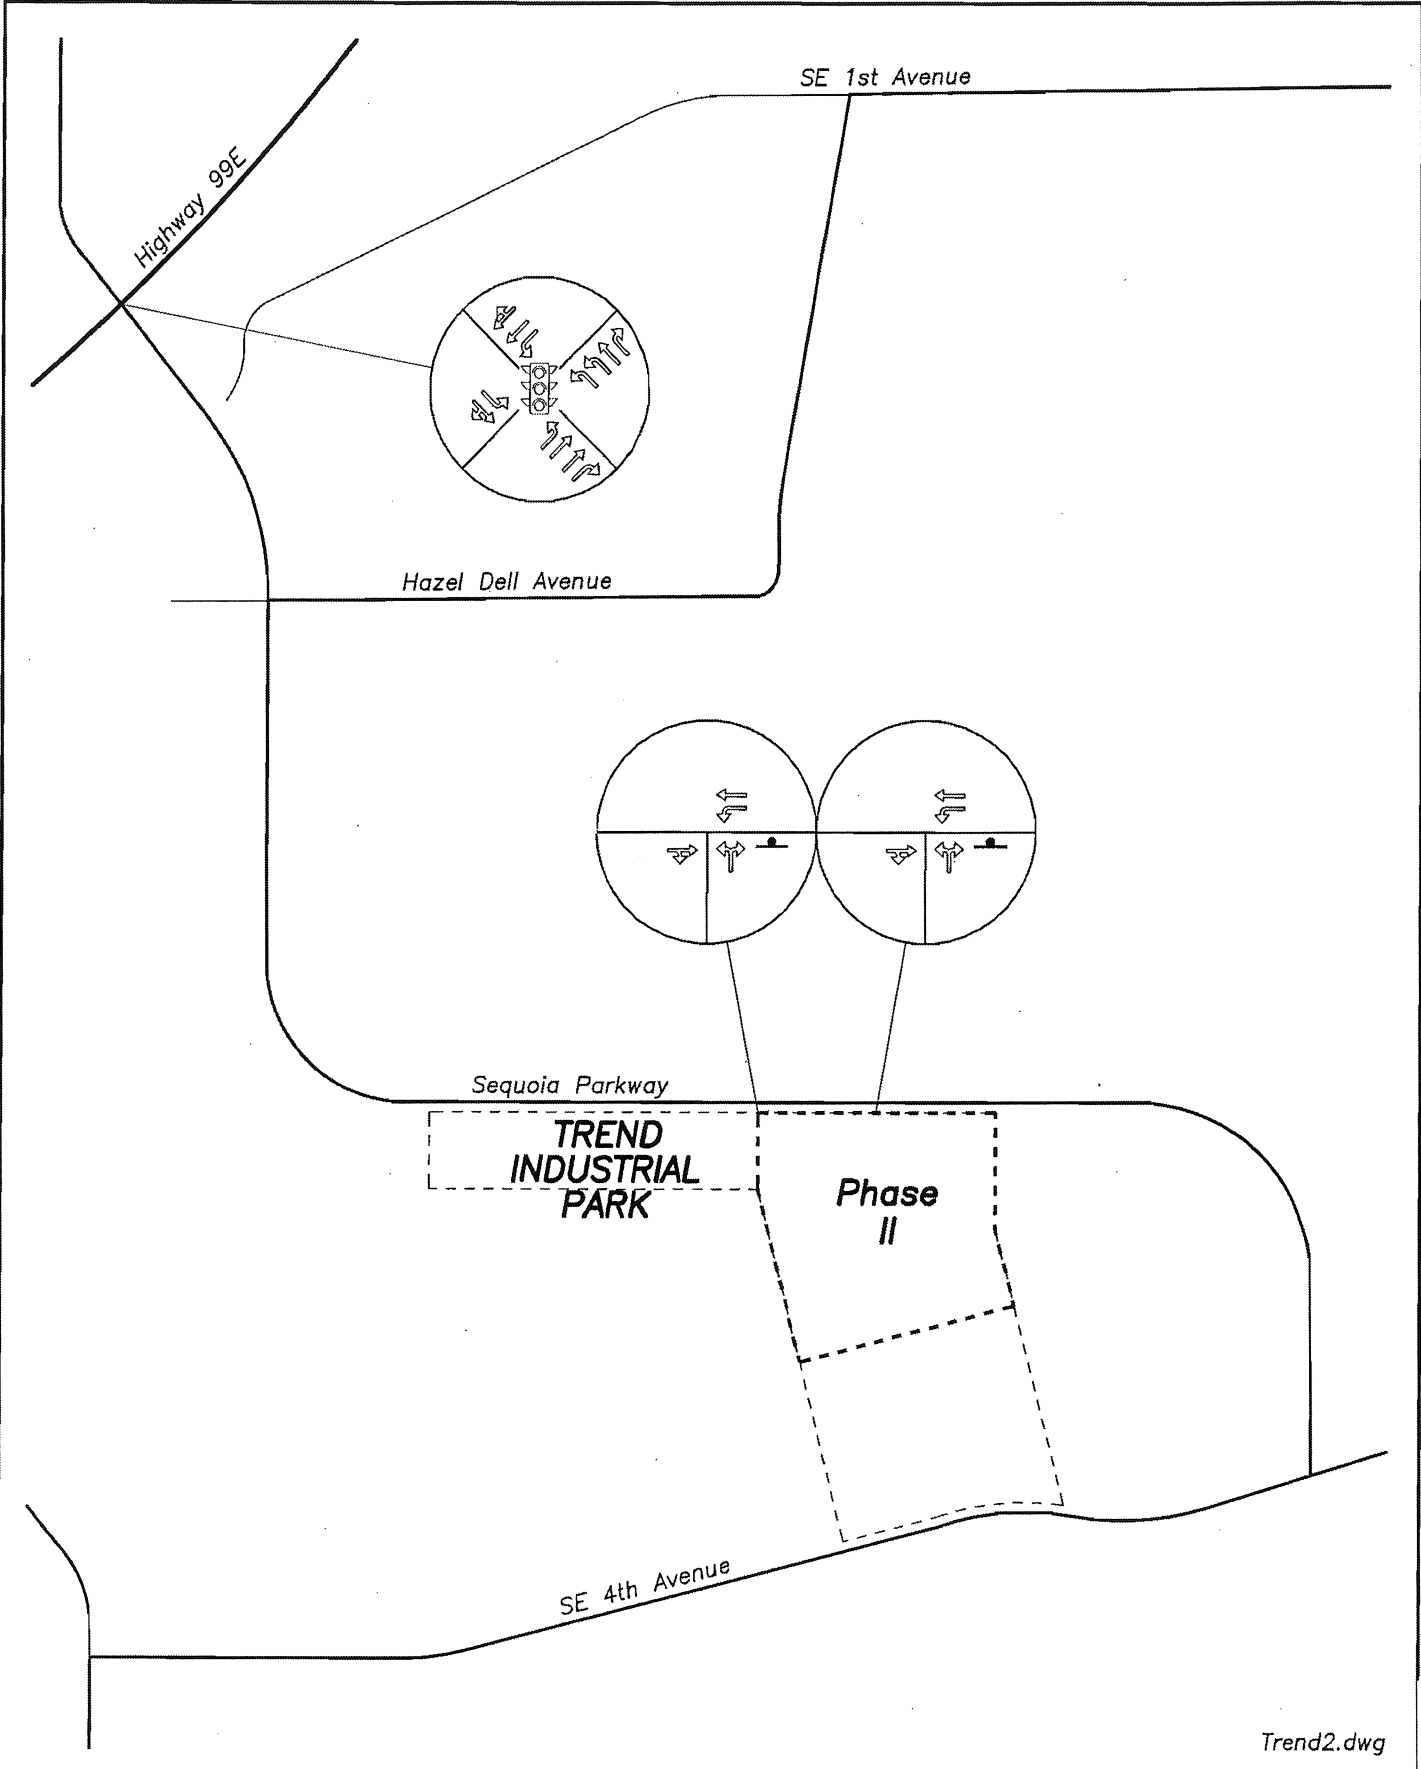 SE 1st Avenue
Highway 99E
Hazel Dell Avenue
Sequoia Parkway
TREND
INDUSTRIAL
PARK
Phase
II
SE 4th Avenue
Trend2.dwg